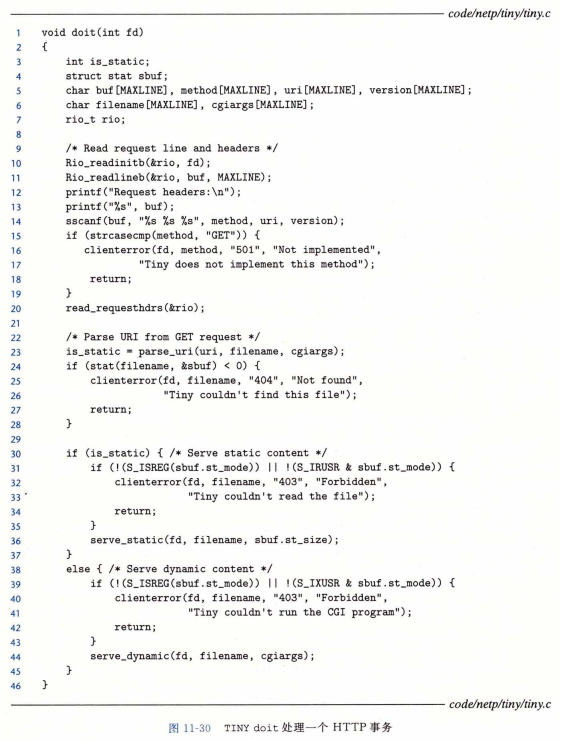 code/netp/tiny/tiny.c
1 void doit(int fd)
2 {
3     int is_static;
4     struct stat sbuf;
5     char buf[MAXLINE], method[MAXLINE], uri[MAXLINE], version[MAXLINE];
6     char filename[MAXLINE], cgiargs[MAXLINE];
7     rio_t rio;
8
9     /* Read request line and headers */
10     Rio_readinitb(&rio, fd);
11     Rio_readlineb(&rio, buf, MAXLINE);
12     printf("Request headers:\n");
13     printf("%s", buf);
14     sscanf(buf, "%s %s %s", method, uri, version);
15     if (strcasecmp(method, "GET")) {
16        clienterror(fd, method, "501", "Not implemented",
17                 "Tiny does not implement this method");
18         return;
19     }
20     read_requesthdrs(&rio);
21
22     /* Parse URI from GET request */
23     is_static = parse_uri(uri, filename, cgiargs);
24     if (stat(filename, &sbuf) < 0) {
25         clienterror(fd, filename, "404", "Not found",
26                     "Tiny couldn't find this file");
27         return;
28     }
29
30     if (is_static) { /* Serve static content */
31         if (!(S_ISREG(sbuf.st_mode)) || !(S_IRUSR & sbuf.st_mode)) {
32             clienterror(fd, filename, "403", "Forbidden",
33                         "Tiny couldn't read the file");
34             return;
35         }
36         serve_static(fd, filename, sbuf.st_size);
37     }
38     else { /* Serve dynamic content */
39         if (!(S_ISREG(sbuf.st_mode)) || !(S_IXUSR & sbuf.st_mode)) {
40             clienterror(fd, filename, "403", "Forbidden",
41                         "Tiny couldn't run the CGI program");
42             return;
43         }
44         serve_dynamic(fd, filename, cgiargs);
45     }
46 }
code/netp/tiny/tiny.c
图 11-30 TINY doit 处理一个 HTTP 事务